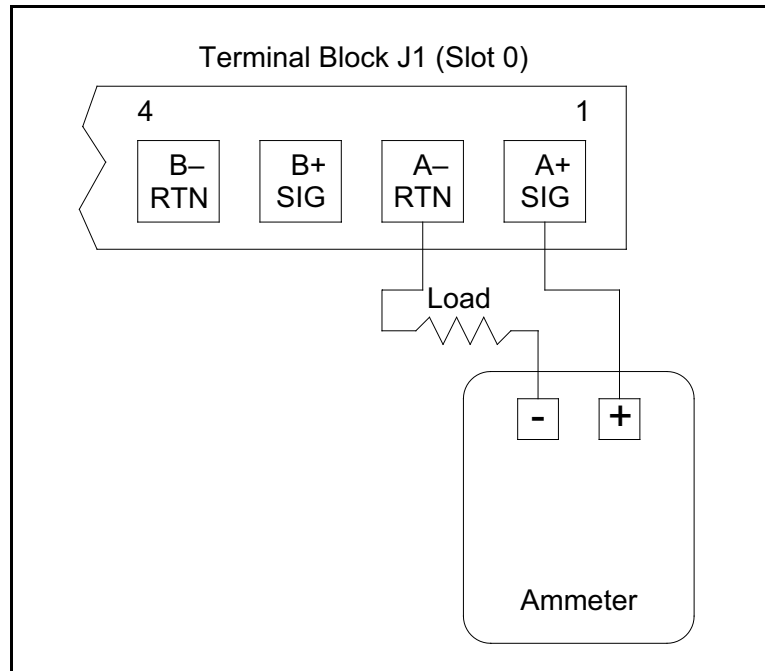 Terminal Block J1 (Slot 0)
4 1
B– B+ A– A+
RTN SIG RTN SIG
Load
- +
Ammeter